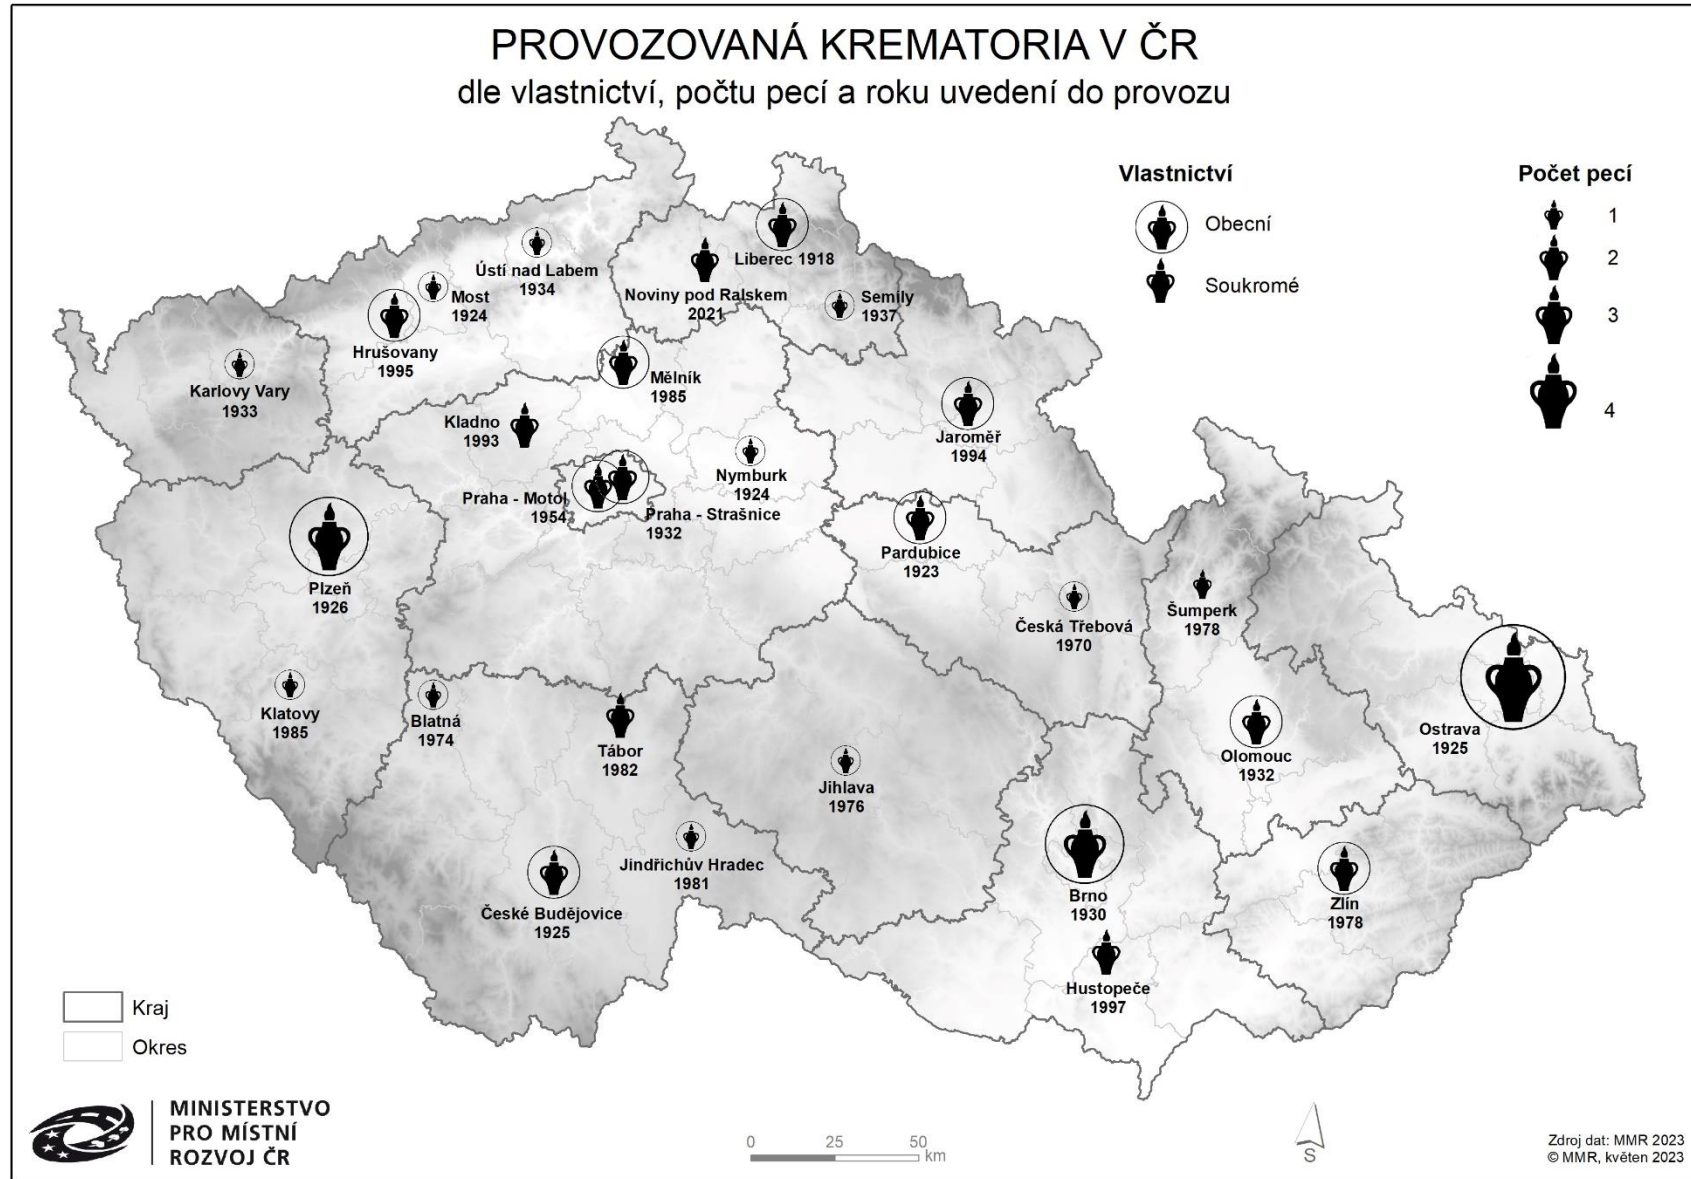 PROVOZOVANÁ KREMATORIA V ČR
dle vlastnictví, počtu pecí a roku uvedení do provozu
Vlastnictví
Obecní
Soukromé
Počet pecí
1
2
3
4
Liberec 1918
Ústí nad Labem
1934
Noviny pod Ralskem
2021
Most
1924
Semily
1937
Hrušovany
1995
Karlovy Vary
1933
Mělník
1985
Kladno
1993
Jaroměř
1994
Nymburk
1924
Praha - Motol
1954
Praha - Strašnice
1932
Pardubice
1923
Plzeň
1926
Šumperk
1978
Česká Třebová
1970
Klatovy
1985
Blatná
1974
Ostrava
1925
Tábor
1982
Olomouc
1932
Jihlava
1976
Jindřichův Hradec
1981
Brno
1930
Zlín
1978
České Budějovice
1925
Hustopeče
1997
Kraj
Okres
MINISTERSTVO
PRO MÍSTNÍ
ROZVOJ ČR
0 25 50
km
S
Zdroj dat: MMR 2023
© MMR, květen 2023